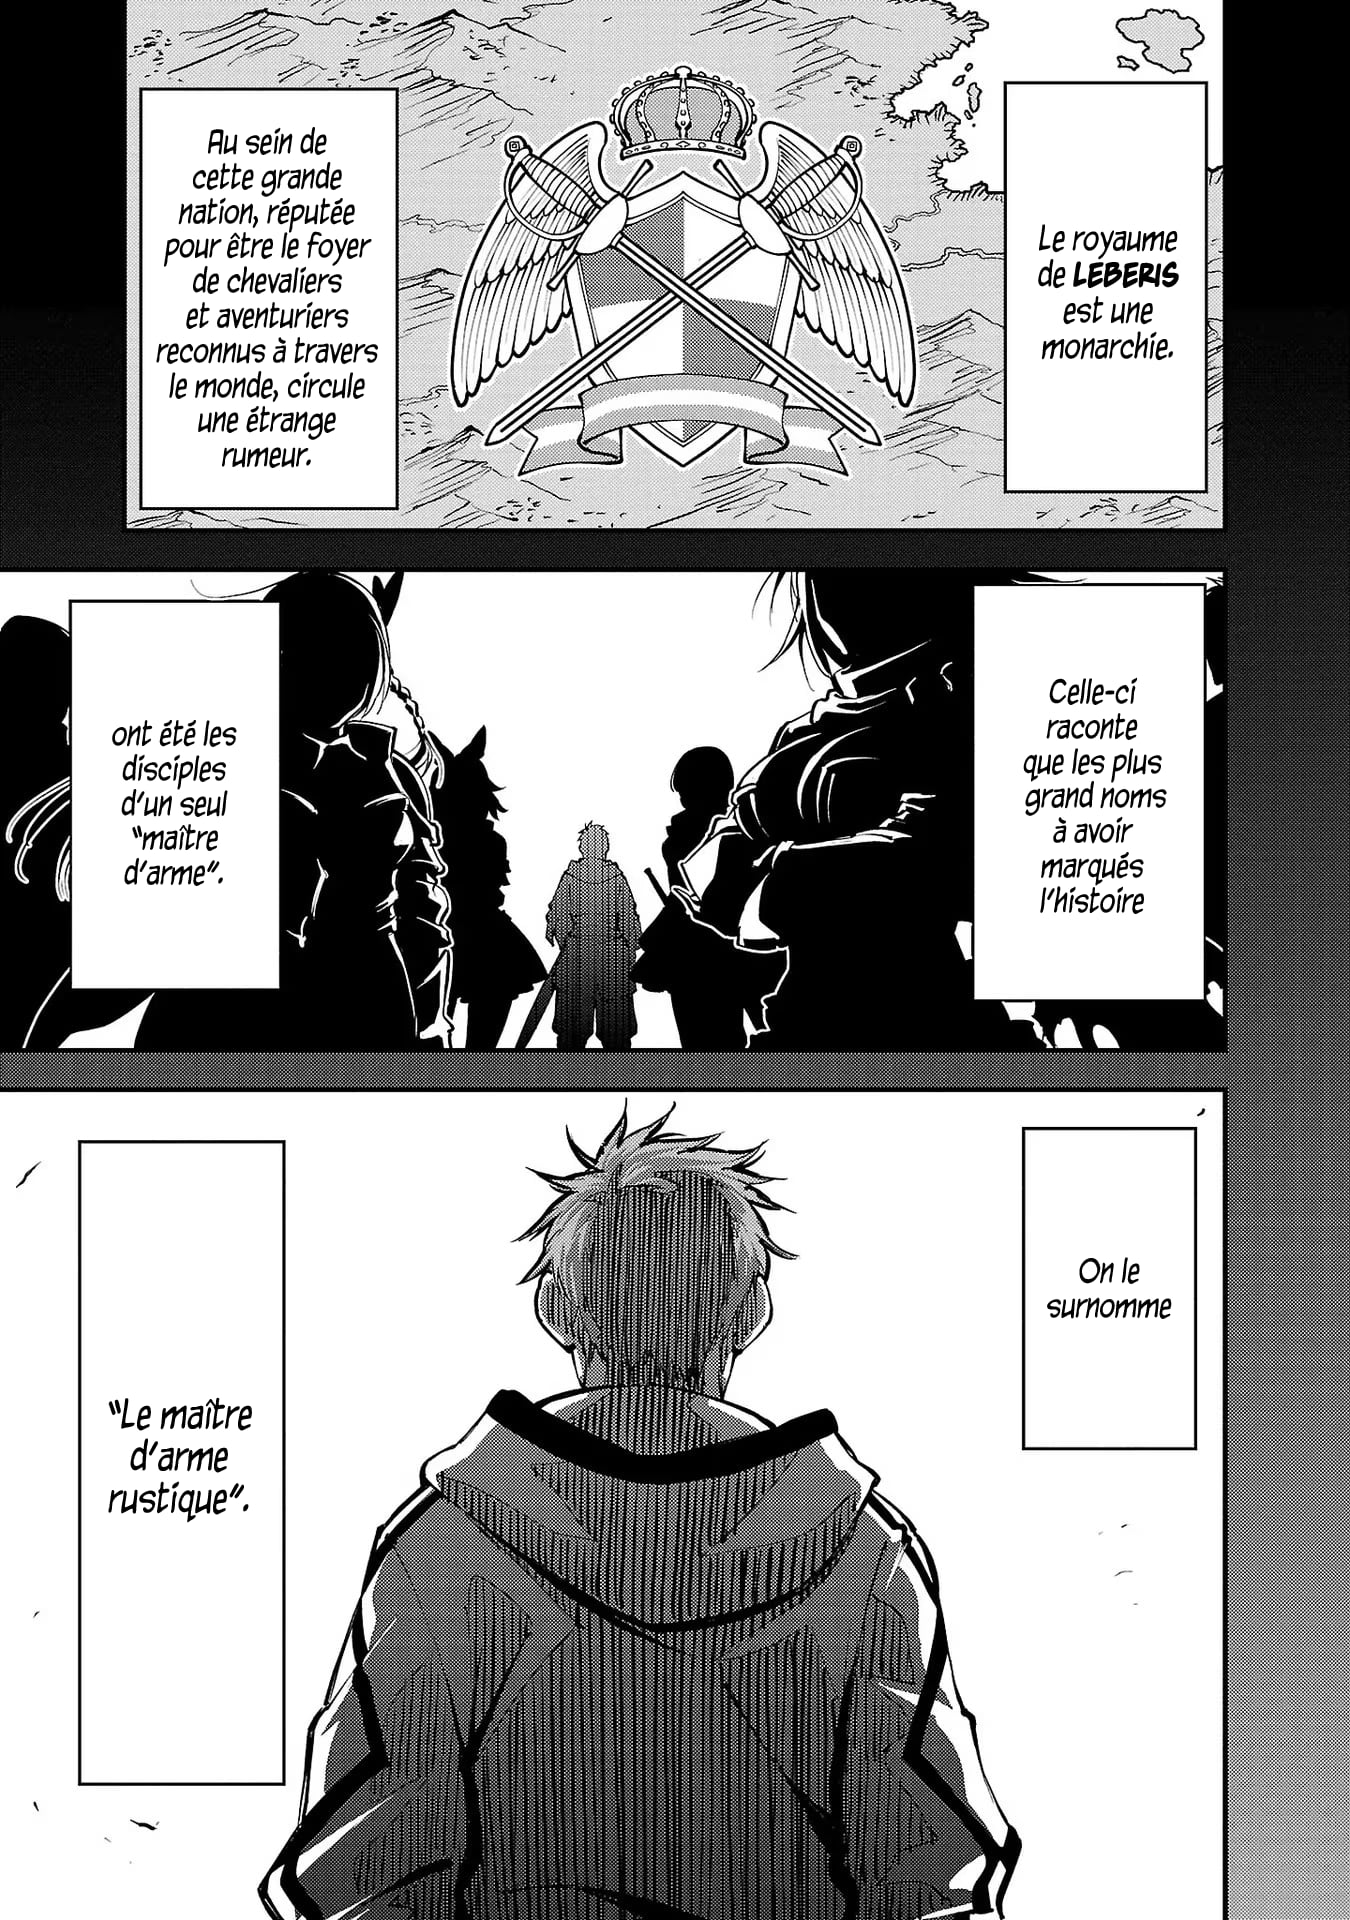 Le royaume
de LEBERIS
est une
monarchie.
Au sein de
cette grande
nation, réputée
pour être le foyer
de chevaliers
et aventuriers
reconnus à travers
le monde, circule
une étrange
rumeur.
Celle-ci
raconte
que les plus
grand noms
à avoir
marqués
l'histoire
ont été les
disciples
d'un seul
"maître
d'arme".
On le
surnomme
"Le maître
d'arme
rustique".